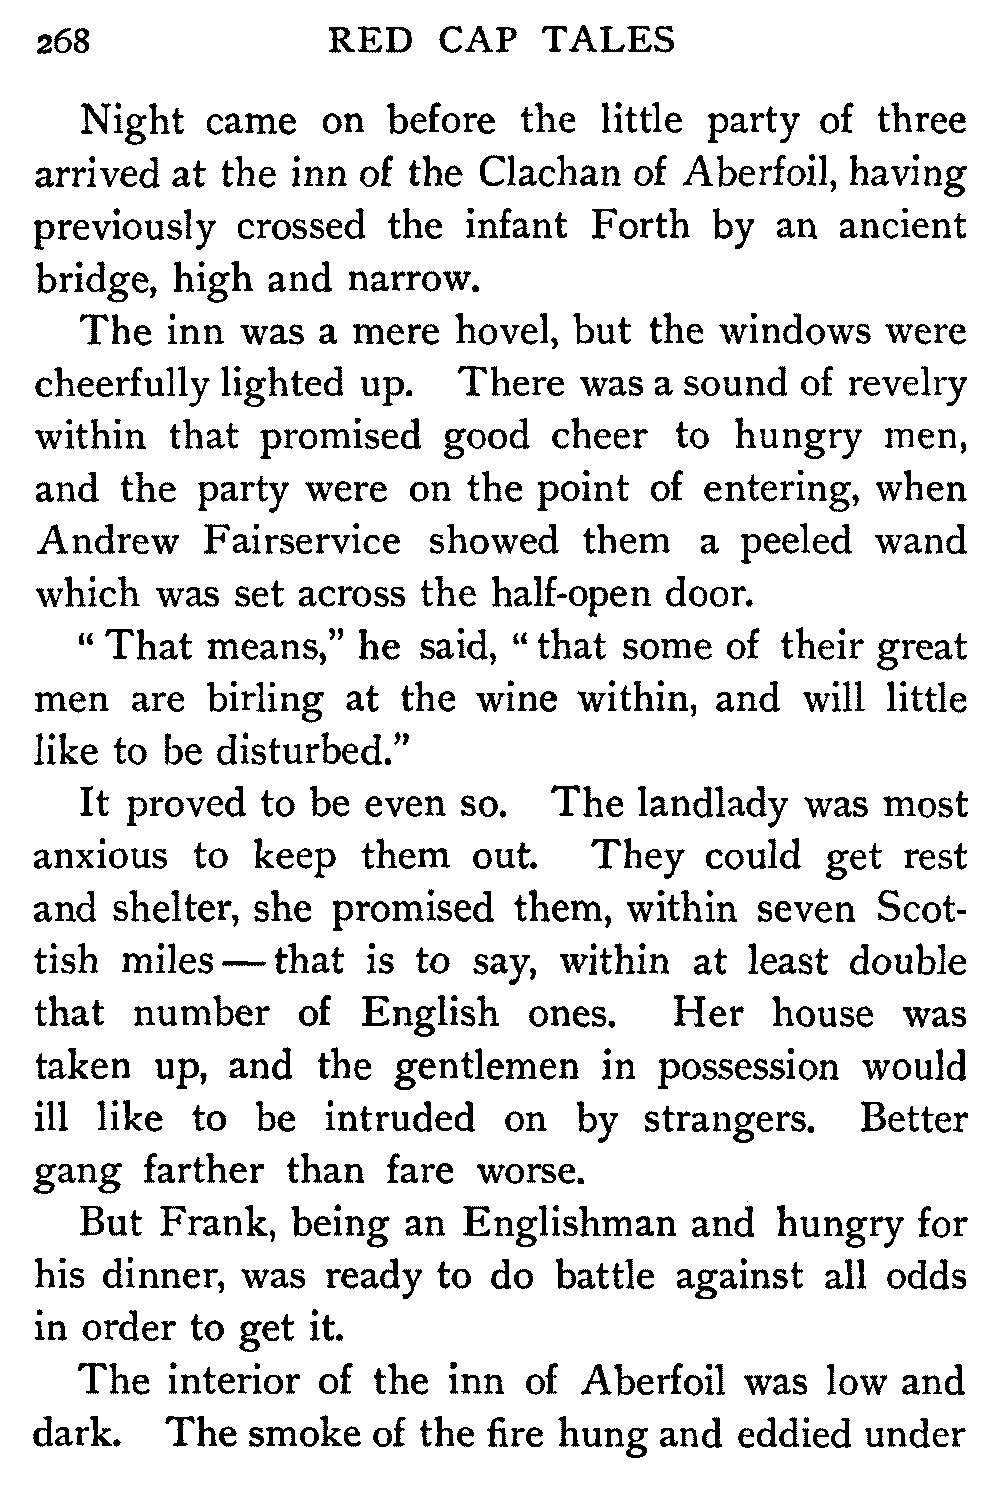 268 RED CAP TALES
Night came on before the little party of three
arrived at the inn of the Clachan of Aberfoil, having
previously crossed the infant Forth by an ancient
bridge, high and narrow.
The inn was a mere hovel, but the windows were
cheerfully lighted up. There was a sound of revelry
within that promised good cheer to hungry men,
and the party were on the point of entering, when
Andrew Fairservice showed them a peeled wand
which was set across the half-open door.
“ That means,” he said, “ that some of their great
men are birling at the wine within, and will little
like to be disturbed.”
It proved to be even so. The landlady was most
anxious to keep them out. They could get rest
and shelter, she promised them, within seven Scot-
tish miles — that is to say, within at least double
that number of English ones. Her house was
taken up, and the gentlemen in possession would
ill like to be intruded on by strangers. Better
gang farther than fare worse.
But Frank, being an Englishman and hungry for
his dinner, was ready to do battle against all odds
in order to get it.
The interior of the inn of Aberfoil was low and
dark. The smoke of the fire hung and eddied under